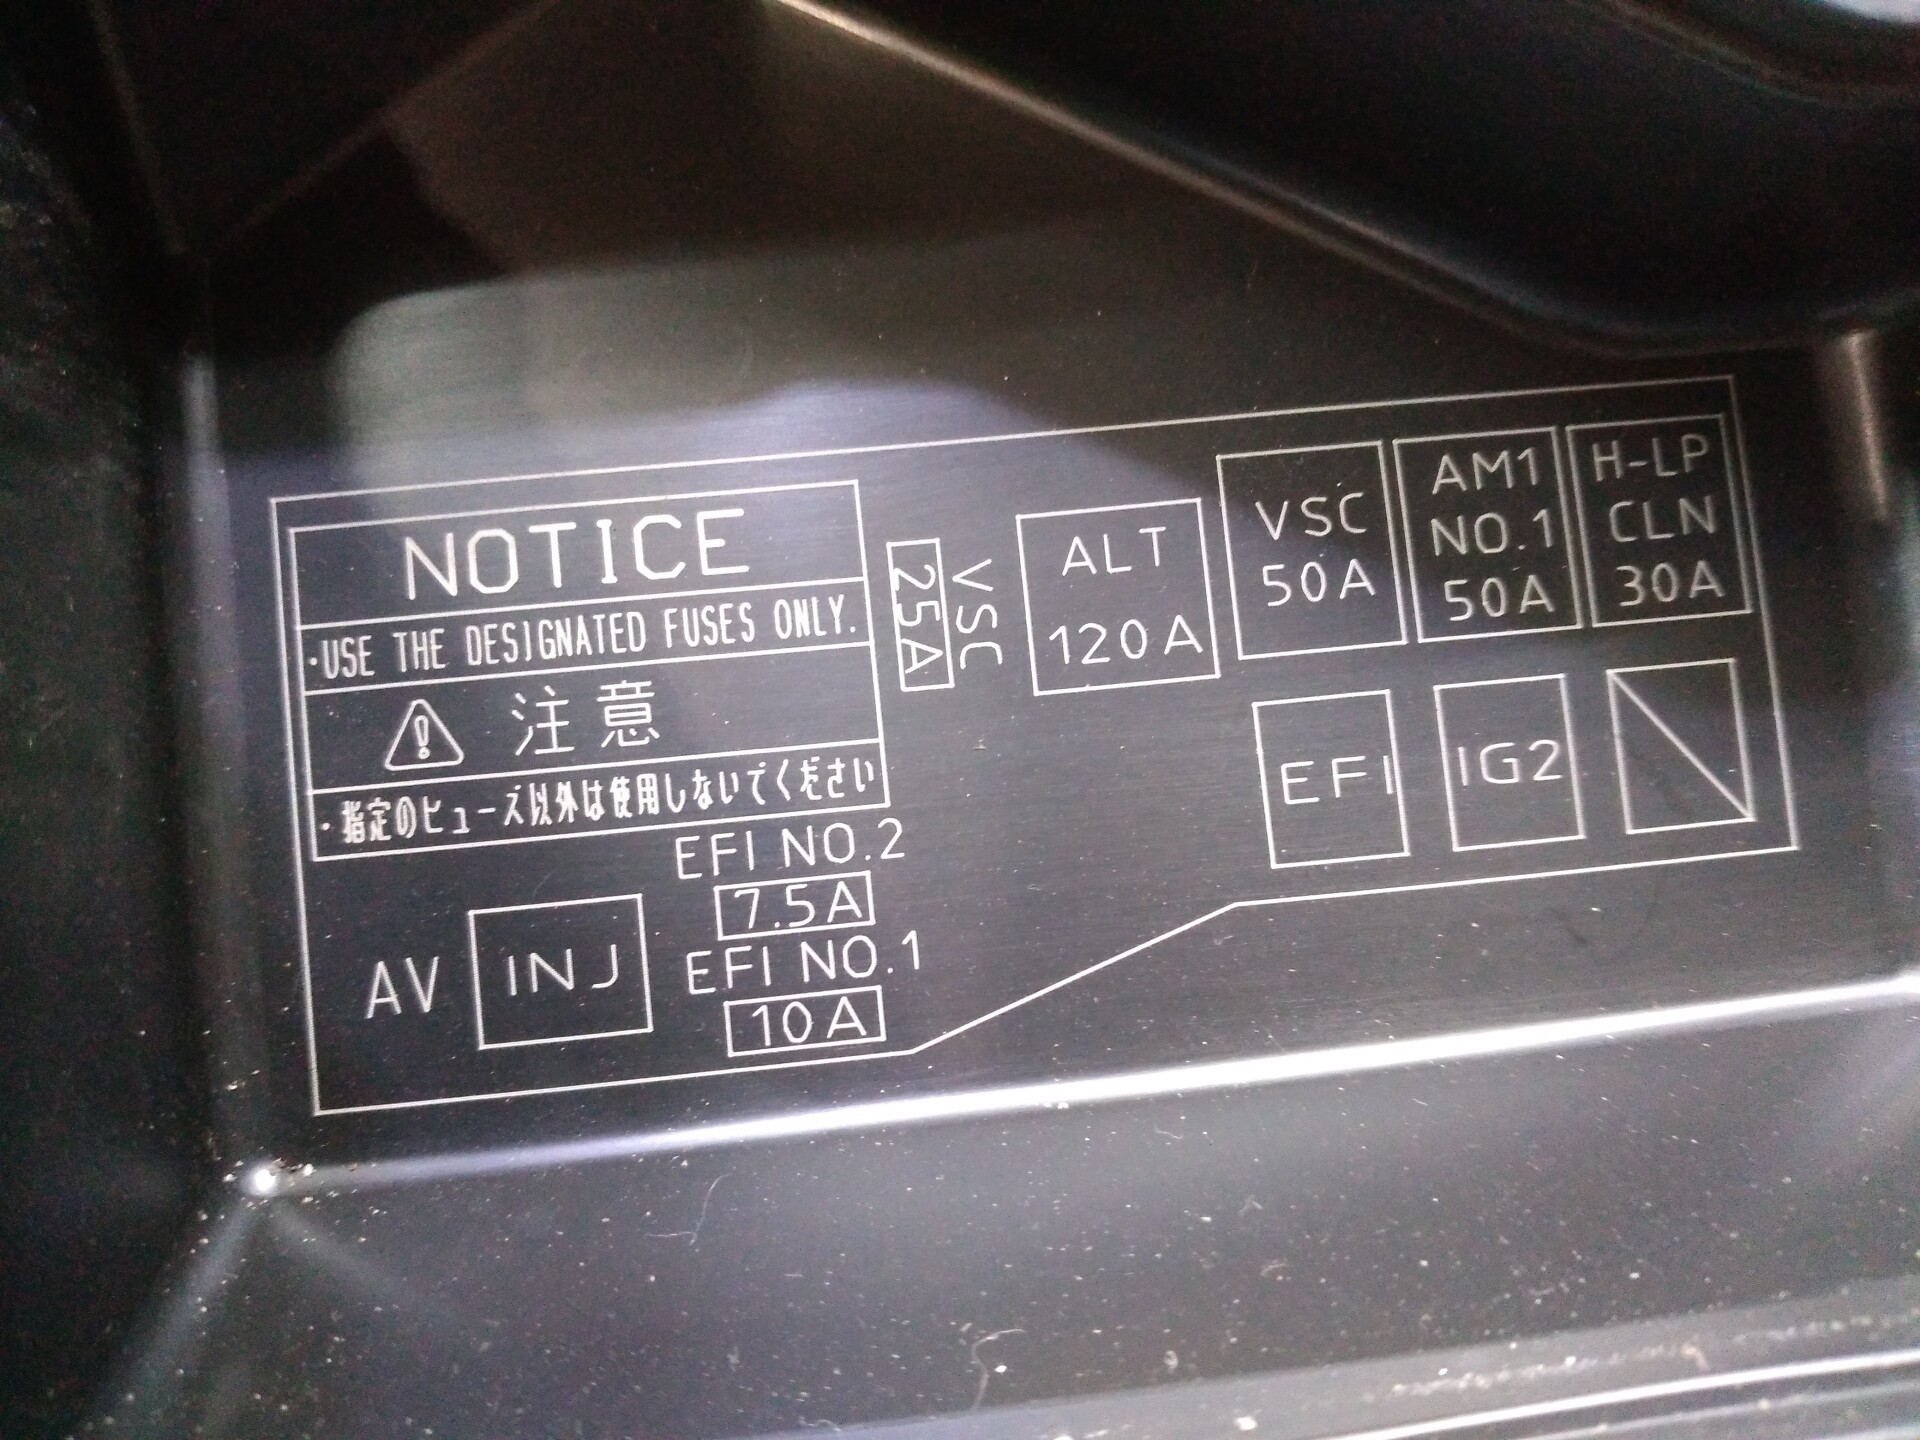 NOTICE
·USE THE DESIGNATED FUSES ONLY.
注意
·指定のヒューズ以外は使用しないでください
VSC
25A
ALT
120A
VSC
50A
AM1
NO.1
50A
H-LP
CLN
30A
EFI
IG2
EFI NO.2
7.5A
EFI NO.1
10A
AV
INJ